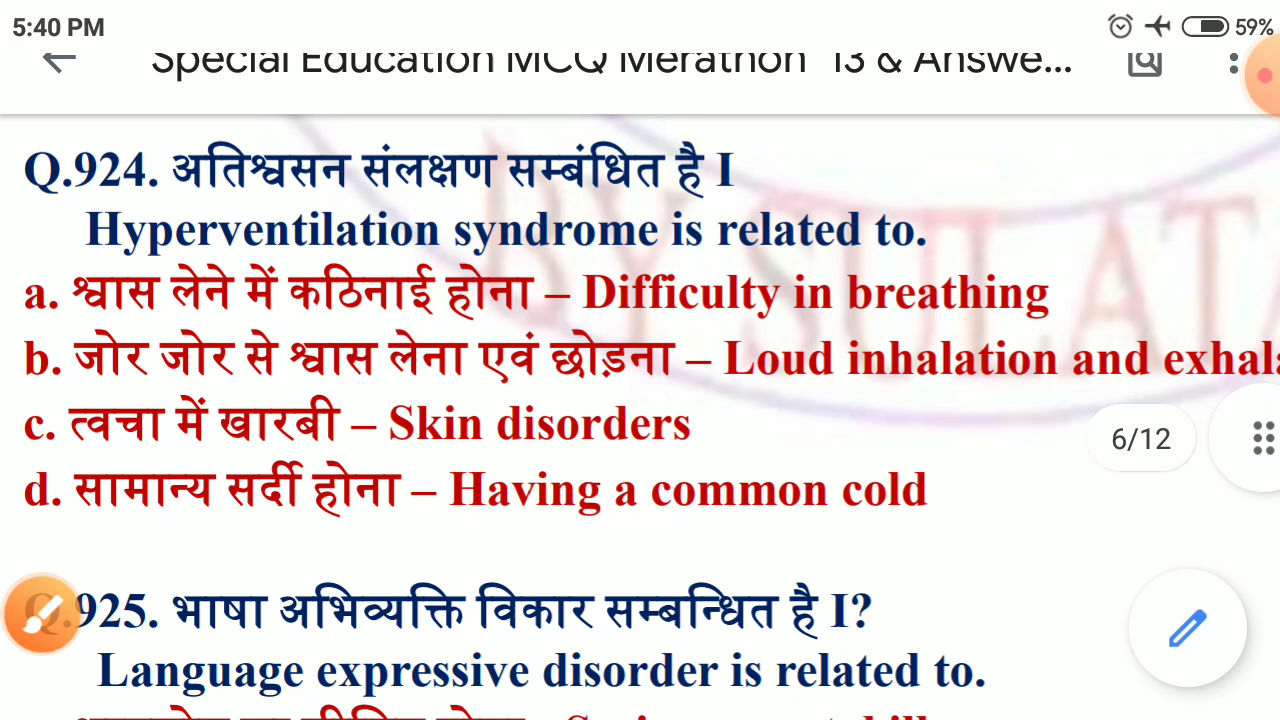 5:40 PM
59%
Special Education MCQ Merathon 13 & Answe...
Q.924. अतिश्वसन संलक्षण सम्बंधित है I
Hyperventilation syndrome is related to.
a. श्वास लेने में कठिनाई होना – Difficulty in breathing
b. जोर जोर से श्वास लेना एवं छोड़ना – Loud inhalation and exhala
c. त्वचा में खारबी – Skin disorders
6/12
d. सामान्य सर्दी होना – Having a common cold
Q.925. भाषा अभिव्यक्ति विकार सम्बन्धित है I?
Language expressive disorder is related to.